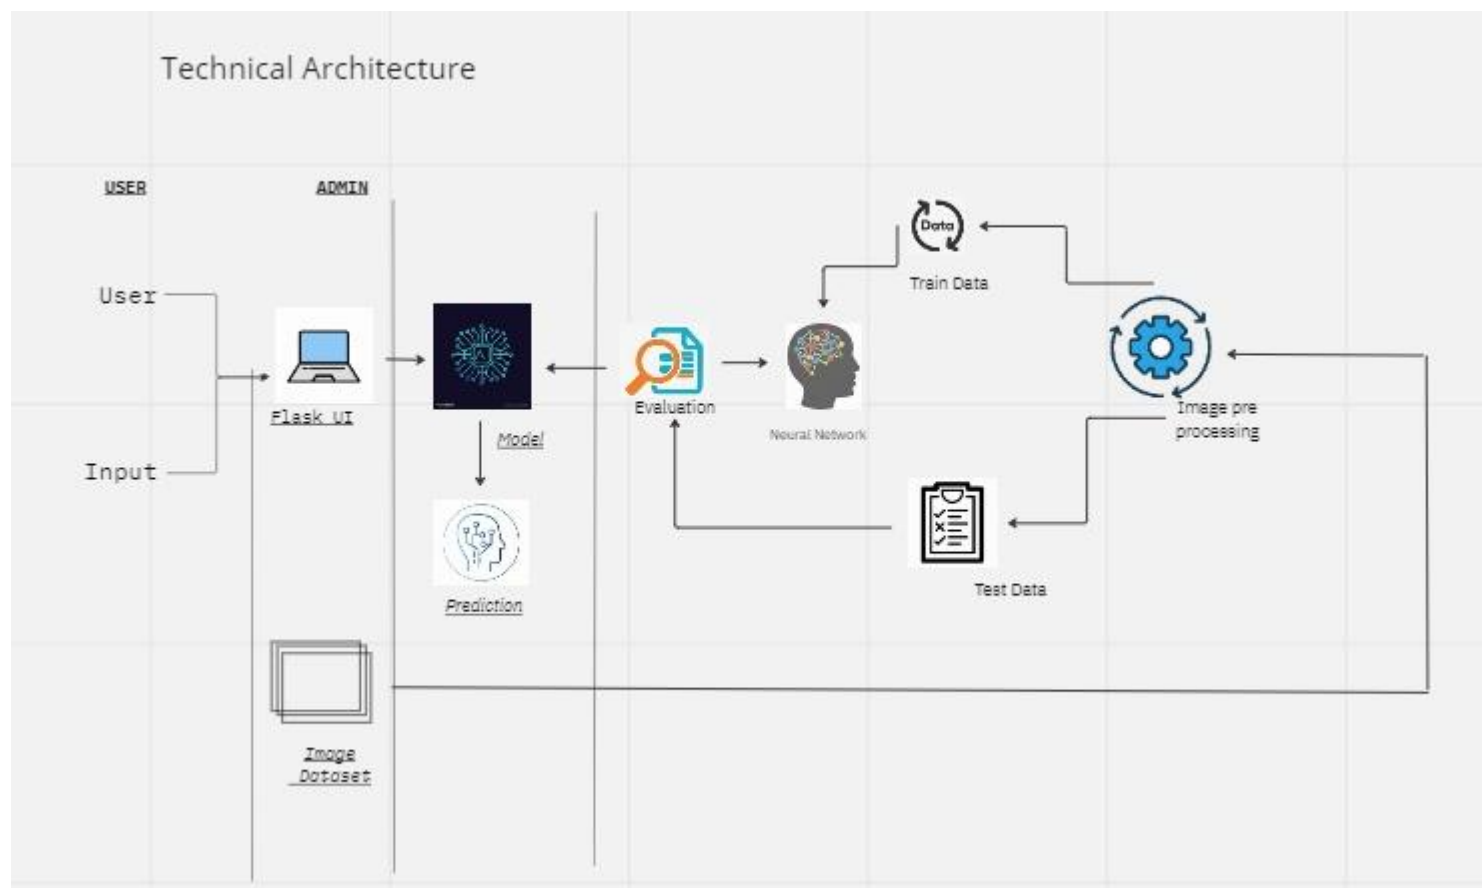 Technical Architecture
USER
ADMIN
User
Input
Flask UI
Model
Prediction
Image
Dataset
Evaluation
Neural Network
Data
Train Data
Image pre
processing
Test Data